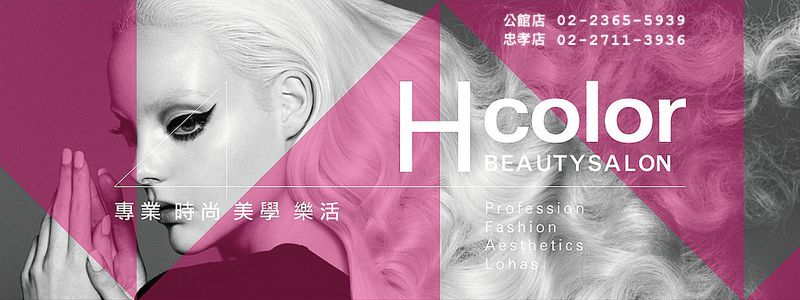 公館店 02-2365-5939
忠孝店 02-2711-3936
Hcolor
BEAUTYSALON
專業 時尚 美學 樂活
Profession
Fashion
Aesthetics
Lohas